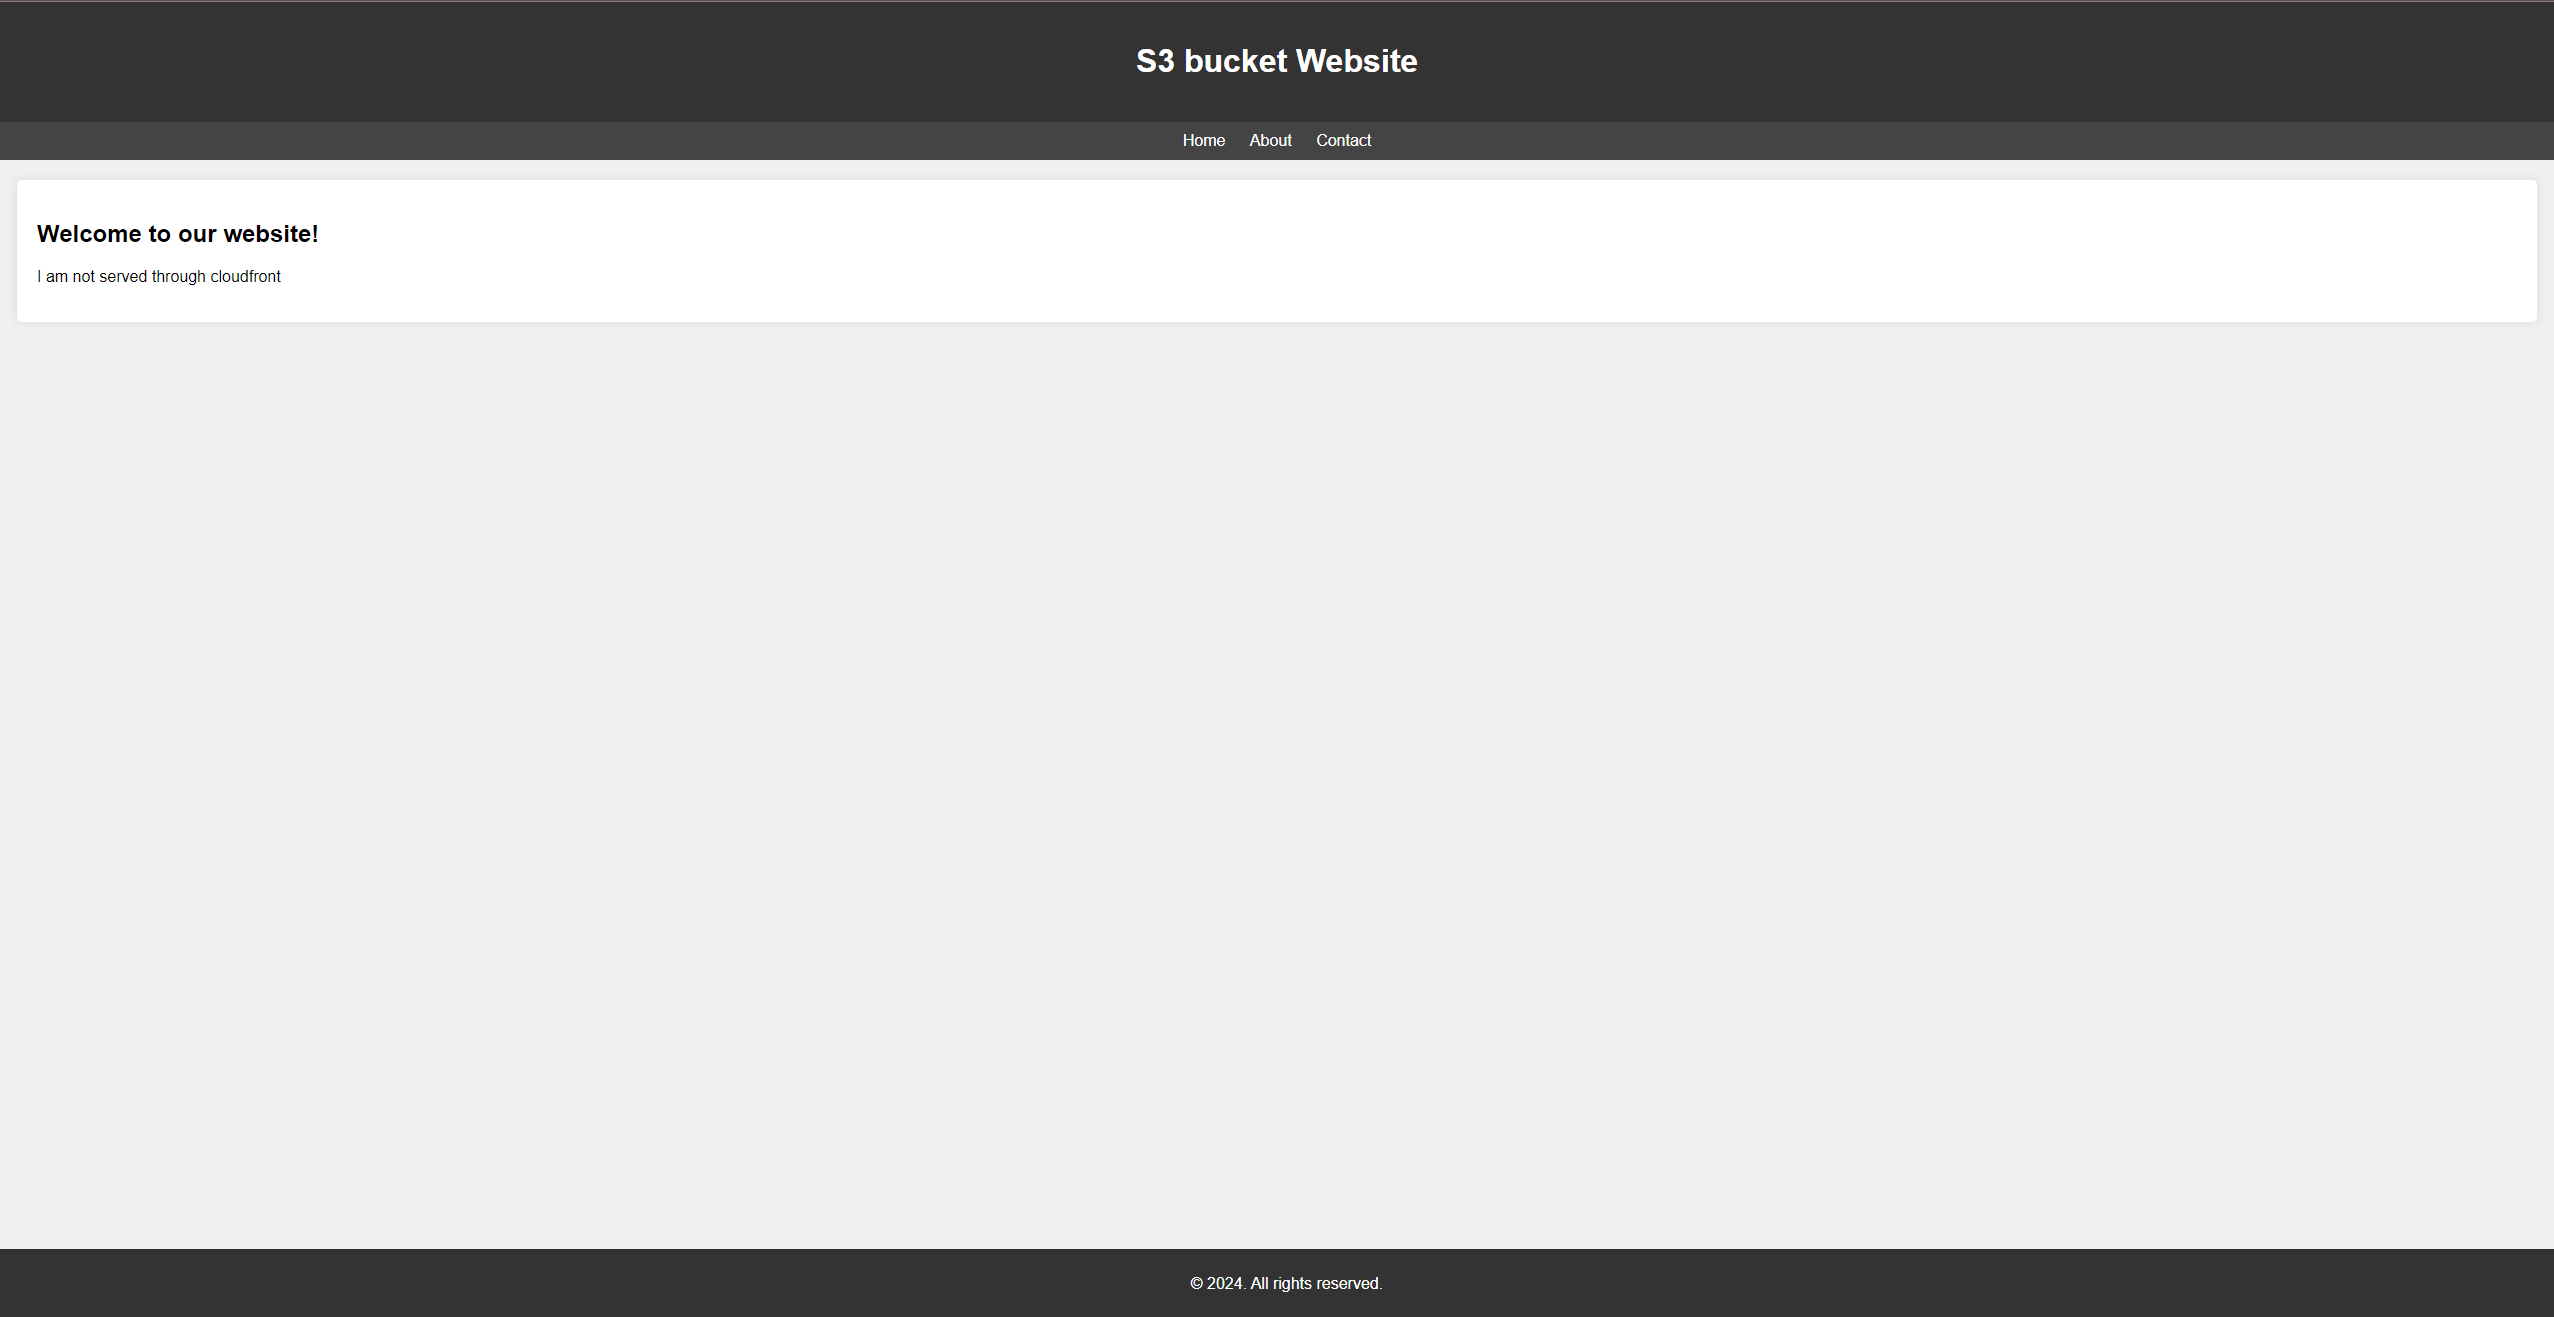 S3 bucket Website
Home About Contact
Welcome to our website!
I am not served through cloudfront
© 2024. All rights reserved.